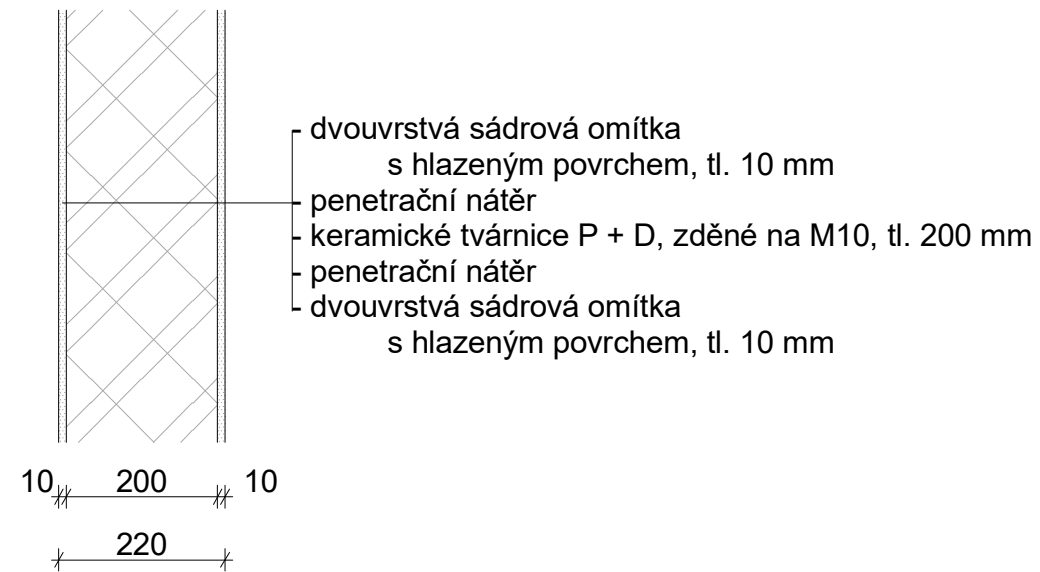 - dvouvrstvá sádrová omítka
s hlazeným povrchem, tl. 10 mm
- penetrační nátěr
- keramické tvárnice P + D, zděné na M10, tl. 200 mm
- penetrační nátěr
- dvouvrstvá sádrová omítka
s hlazeným povrchem, tl. 10 mm
10 200 10
220